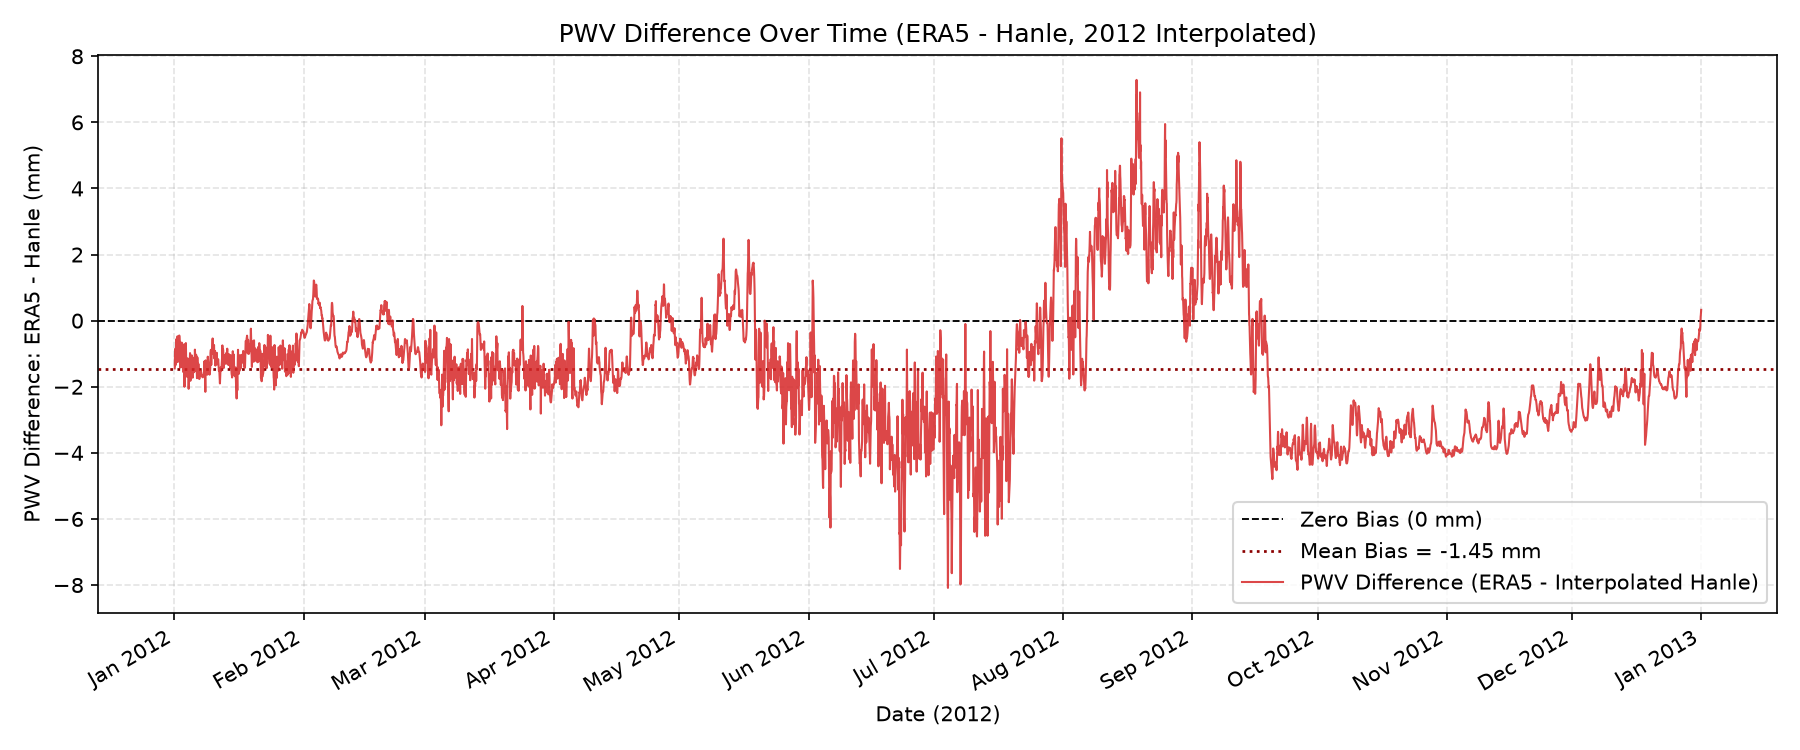 PWV Difference Over Time (ERA5 - Hanle, 2012 Interpolated)
PWV Difference: ERA5 - Hanle (mm)
8
6
4
2
0
−2
−4
−6
−8
Zero Bias (0 mm)
Mean Bias = -1.45 mm
PWV Difference (ERA5 - Interpolated Hanle)
Jan 2012
Feb 2012
Mar 2012
Apr 2012
May 2012
Jun 2012
Jul 2012
Aug 2012
Sep 2012
Oct 2012
Nov 2012
Dec 2012
Jan 2013
Date (2012)